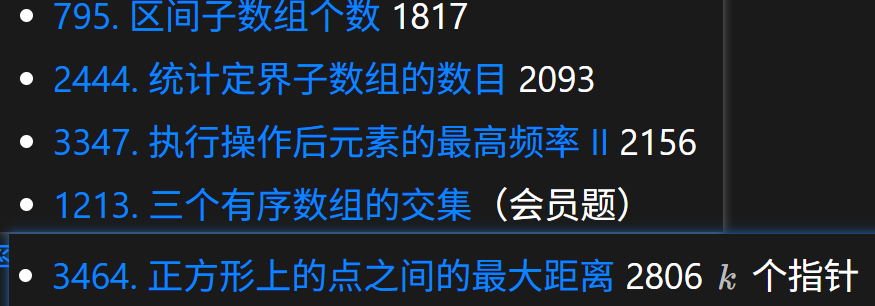 795. 区间子数组个数 1817
2444. 统计定界子数组的数目 2093
3347. 执行操作后元素的最高频率 II 2156
1213. 三个有序数组的交集（会员题）
3464. 正方形上的点之间的最大距离 2806 k 个指针